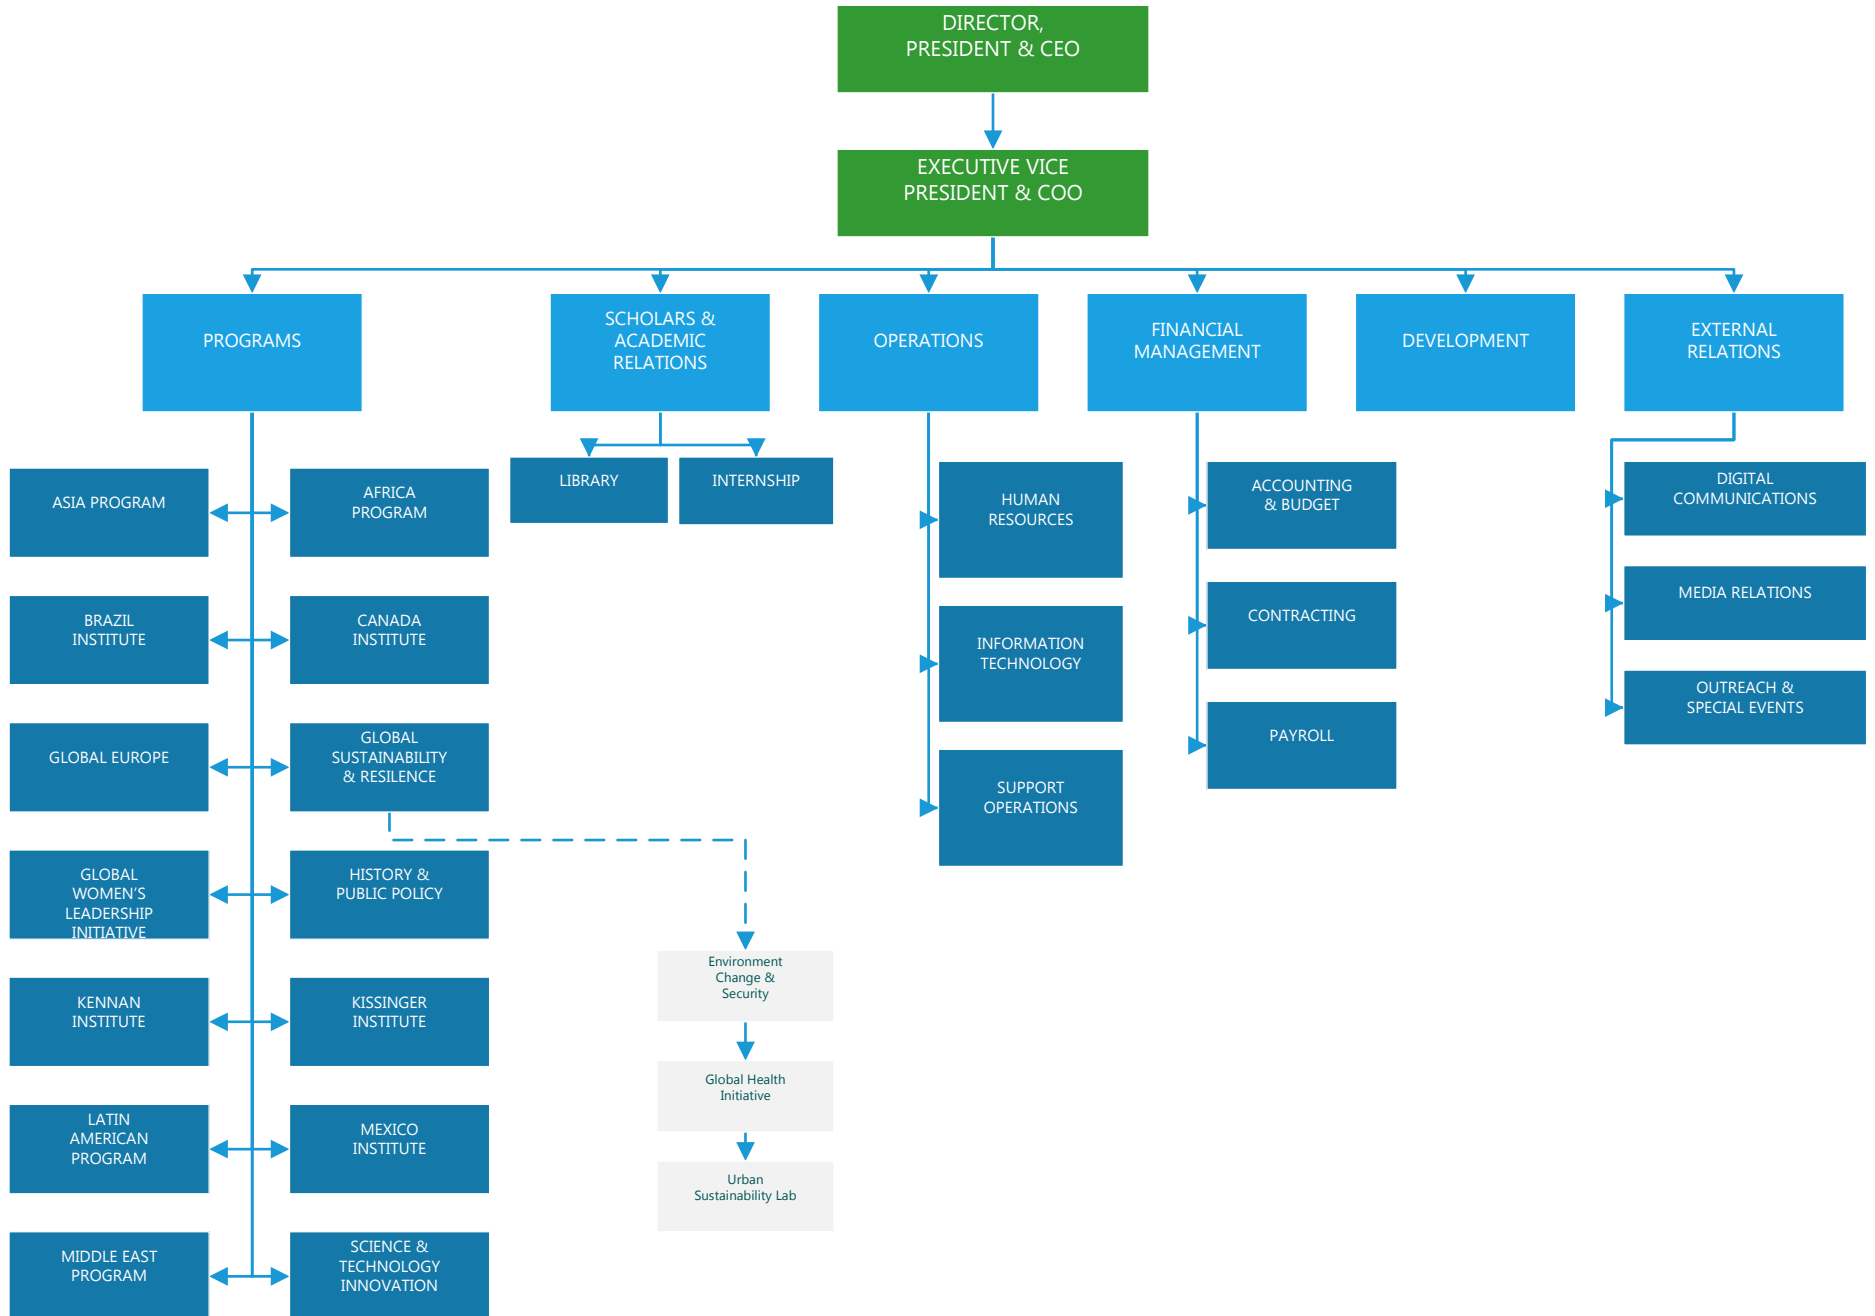 DIRECTOR,
PRESIDENT & CEO
EXECUTIVE VICE
PRESIDENT & COO
PROGRAMS
SCHOLARS &
ACADEMIC
RELATIONS
OPERATIONS
FINANCIAL
MANAGEMENT
DEVELOPMENT
EXTERNAL
RELATIONS
ASIA PROGRAM
AFRICA
PROGRAM
BRAZIL
INSTITUTE
CANADA
INSTITUTE
GLOBAL EUROPE
GLOBAL
SUSTAINABILITY
& RESILENCE
GLOBAL
WOMEN’S
LEADERSHIP
INITIATIVE
HISTORY &
PUBLIC POLICY
KENNAN
INSTITUTE
KISSINGER
INSTITUTE
LATIN
AMERICAN
PROGRAM
MEXICO
INSTITUTE
MIDDLE EAST
PROGRAM
SCIENCE &
TECHNOLOGY
INNOVATION
LIBRARY
INTERNSHIP
Environment
Change &
Security
Global Health
Initiative
Urban
Sustainability Lab
HUMAN
RESOURCES
INFORMATION
TECHNOLOGY
SUPPORT
OPERATIONS
ACCOUNTING
& BUDGET
CONTRACTING
PAYROLL
DIGITAL
COMMUNICATIONS
MEDIA RELATIONS
OUTREACH &
SPECIAL EVENTS